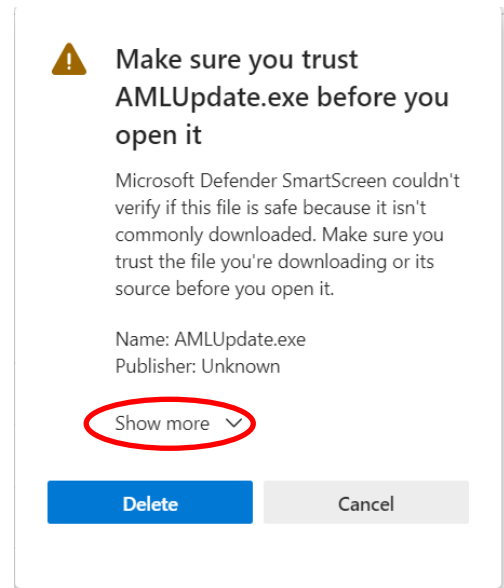 Make sure you trust
AMLUpdate.exe before you
open it
Microsoft Defender SmartScreen couldn't
verify if this file is safe because it isn't
commonly downloaded. Make sure you
trust the file you're downloading or its
source before you open it.
Name: AMLUpdate.exe
Publisher: Unknown
Show more
Delete
Cancel